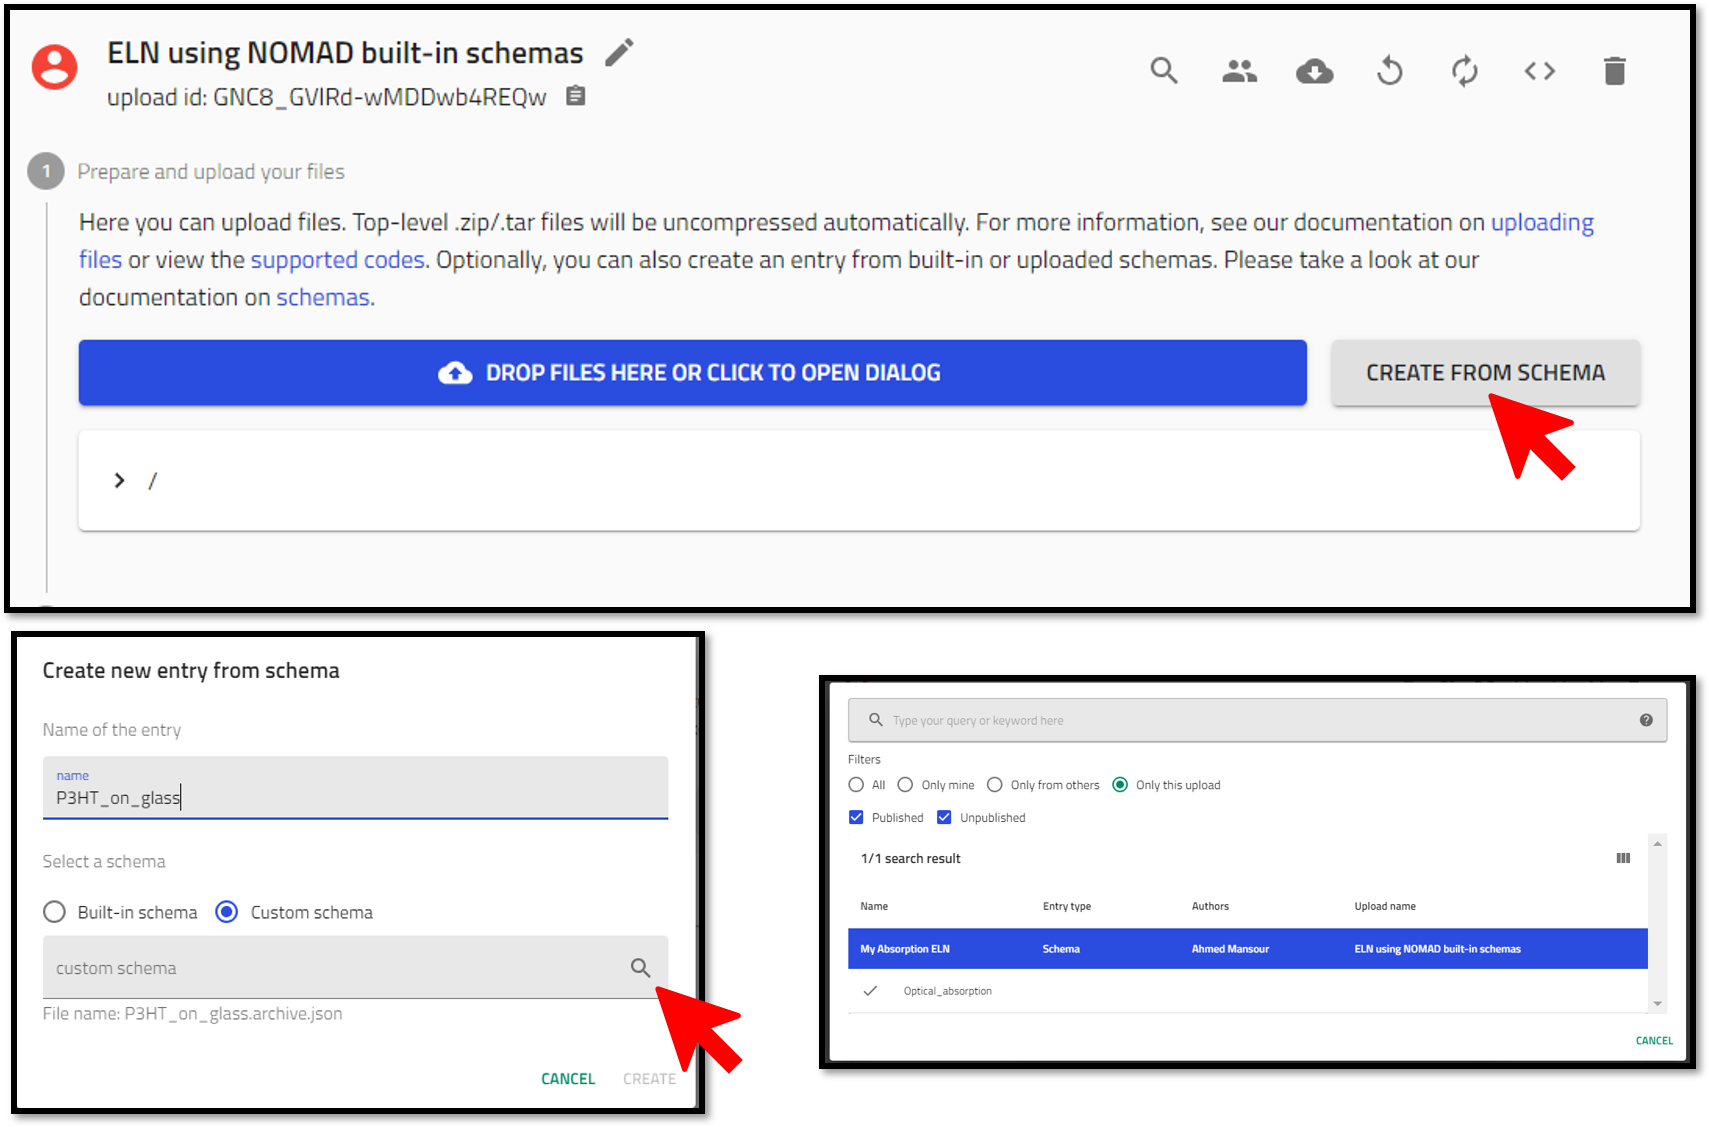 ELN using NOMAD built-in schemas
upload id: GNC8_GVIRd-wMDDwb4REQw
1 Prepare and upload your files
Here you can upload files. Top-level .zip/.tar files will be uncompressed automatically. For more information, see our documentation on uploading
files or view the supported codes. Optionally, you can also create an entry from built-in or uploaded schemas. Please take a look at our
documentation on schemas.
DROP FILES HERE OR CLICK TO OPEN DIALOG
CREATE FROM SCHEMA
/
Create new entry from schema
Name of the entry
name
P3HT_on_glass
Select a schema
Built-in schema Custom schema
custom schema
File name: P3HT_on_glass.archive.json
CANCEL CREATE
Type your query or keyword here
Filters
All Only mine Only from others Only this upload
Published Unpublished
1/1 search result
Name Entry type Authors Upload name
My Absorption ELN Schema Ahmed Mansour ELN using NOMAD built-in schemas
Optical_absorption
CANCEL